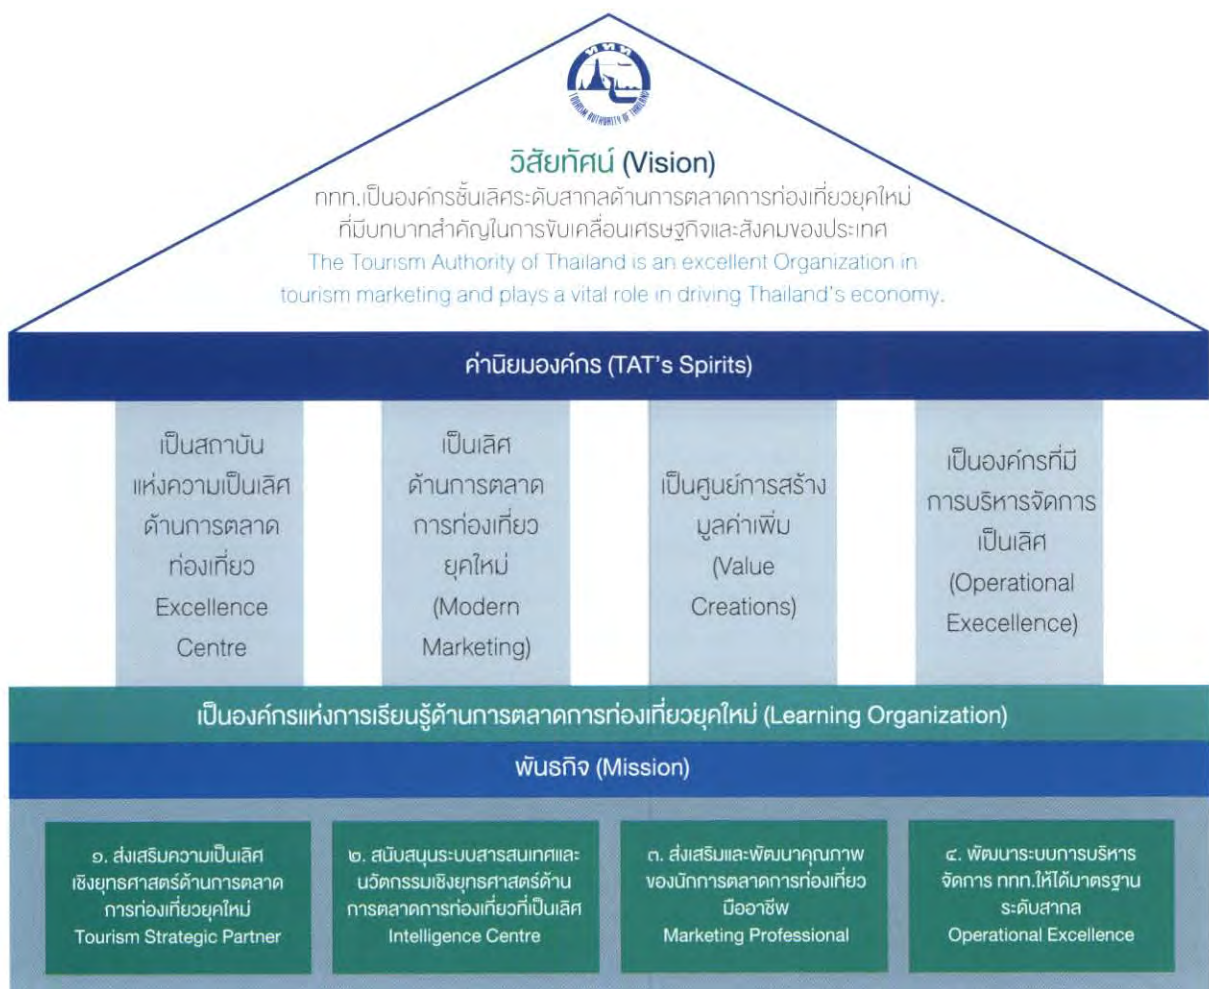 ท ท ท
TOURISM AUTHORITY OF THAILAND
วิสัยทัศน์ (Vision)
ททท.เป็นองค์กรชั้นเลิศระดับสากลด้านการตลาดการท่องเที่ยวยุคใหม่
ที่มีบทบาทสำคัญในการขับเคลื่อนเศรษฐกิจและสังคมของประเทศ
The Tourism Authority of Thailand is an excellent Organization in
tourism marketing and plays a vital role in driving Thailand's economy.
ค่านิยมองค์กร (TAT's Spirits)
เป็นสถาบัน
แห่งความเป็นเลิศ
ด้านการตลาด
ท่องเที่ยว
Excellence
Centre
เป็นเลิศ
ด้านการตลาด
การท่องเที่ยว
ยุคใหม่
(Modern
Marketing)
เป็นศูนย์การสร้าง
มูลค่าเพิ่ม
(Value
Creations)
เป็นองค์กรที่มี
การบริหารจัดการ
เป็นเลิศ
(Operational
Execellence)
เป็นองค์กรแห่งการเรียนรู้ด้านการตลาดการท่องเที่ยวยุคใหม่ (Learning Organization)
พันธกิจ (Mission)
๑. ส่งเสริมความเป็นเลิศ
เชิงยุทธศาสตร์ด้านการตลาด
การท่องเที่ยวยุคใหม่
Tourism Strategic Partner
๒. สนับสนุนระบบสารสนเทศและ
นวัตกรรมเชิงยุทธศาสตร์ด้าน
การตลาดการท่องเที่ยวที่เป็นเลิศ
Intelligence Centre
๓. ส่งเสริมและพัฒนาคุณภาพ
ของนักการตลาดการท่องเที่ยว
มืออาชีพ
Marketing Professional
๔. พัฒนาระบบการบริหาร
จัดการ ททท.ให้ได้มาตรฐาน
ระดับสากล
Operational Excellence